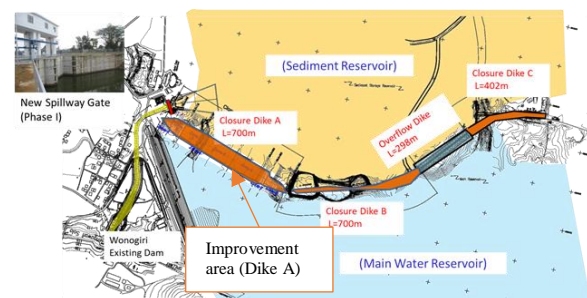 (Sediment Reservoir)
Closure Dike C
L=402m
New Spillway Gate
(Phase I)
Closure Dike A
L=700m
Overflow Dike
L=298m
Closure Dike B
L=700m
Wonogiri
Existing Dam
Improvement
area (Dike A)
(Main Water Reservoir)